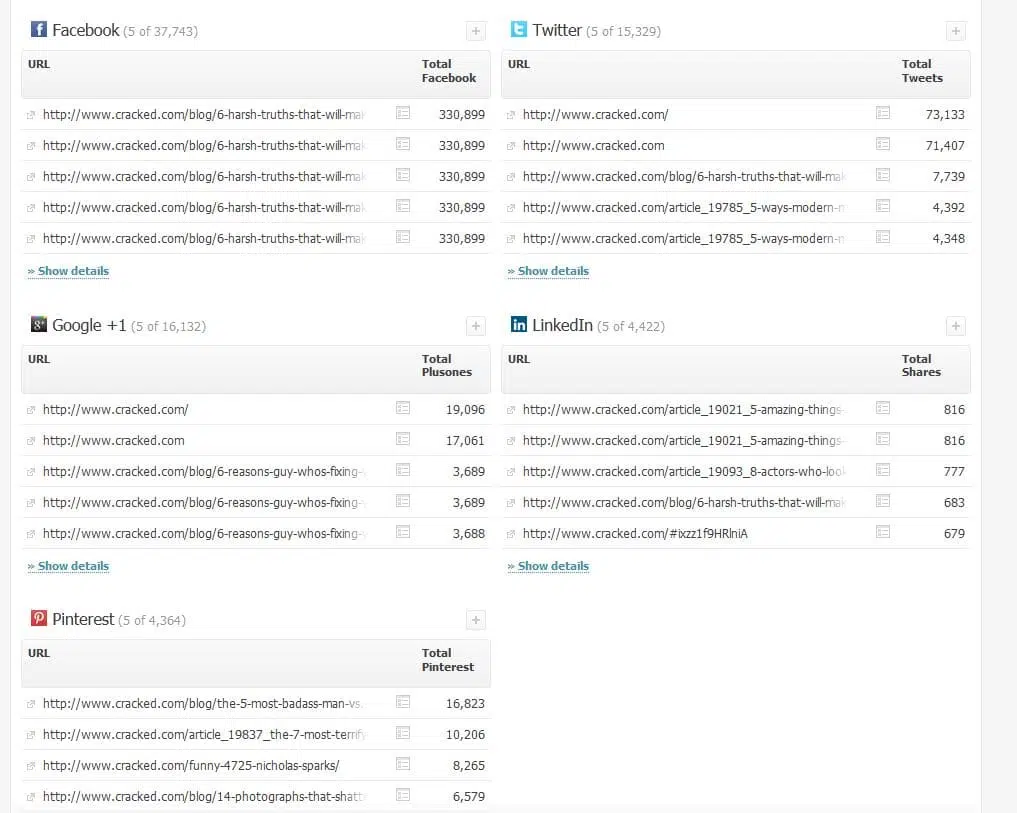 Facebook (5 of 37,743)
+
URL
Total
Facebook
http://www.cracked.com/blog/6-harsh-truths-that-will-mak
330,899
http://www.cracked.com/blog/6-harsh-truths-that-will-mak
330,899
http://www.cracked.com/blog/6-harsh-truths-that-will-mak
330,899
http://www.cracked.com/blog/6-harsh-truths-that-will-mak
330,899
http://www.cracked.com/blog/6-harsh-truths-that-will-mak
330,899
» Show details
Twitter (5 of 15,329)
+
URL
Total
Tweets
http://www.cracked.com/
73,133
http://www.cracked.com
71,407
http://www.cracked.com/blog/6-harsh-truths-that-will-mak
7,739
http://www.cracked.com/article_19785_5-ways-modern-m
4,392
http://www.cracked.com/article_19785_5-ways-modern-m
4,348
» Show details
Google +1 (5 of 16,132)
+
URL
Total
Plusones
http://www.cracked.com/
19,096
http://www.cracked.com
17,061
http://www.cracked.com/blog/6-reasons-guy-whos-fixing-
3,689
http://www.cracked.com/blog/6-reasons-guy-whos-fixing-
3,689
http://www.cracked.com/blog/6-reasons-guy-whos-fixing-
3,688
» Show details
LinkedIn (5 of 4,422)
+
URL
Total
Shares
http://www.cracked.com/article_19021_5-amazing-things-
816
http://www.cracked.com/article_19021_5-amazing-things-
816
http://www.cracked.com/article_19093_8-actors-who-look
777
http://www.cracked.com/blog/6-harsh-truths-that-will-mak
683
http://www.cracked.com/#ixzz1f9HRlniA
679
» Show details
Pinterest (5 of 4,364)
+
URL
Total
Pinterest
http://www.cracked.com/blog/the-5-most-badass-man-vs.
16,823
http://www.cracked.com/article_19837_the-7-most-terrify
10,206
http://www.cracked.com/funny-4725-nicholas-sparks/
8,265
http://www.cracked.com/blog/14-photographs-that-shatt
6,579